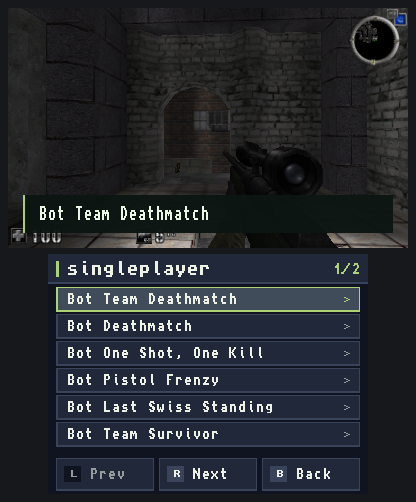 Bot Team Deathmatch
100
singleplayer 1/2
Bot Team Deathmatch >
Bot Deathmatch >
Bot One Shot, One Kill >
Bot Pistol Frenzy >
Bot Last Swiss Standing >
Bot Team Survivor >
L Prev R Next B Back